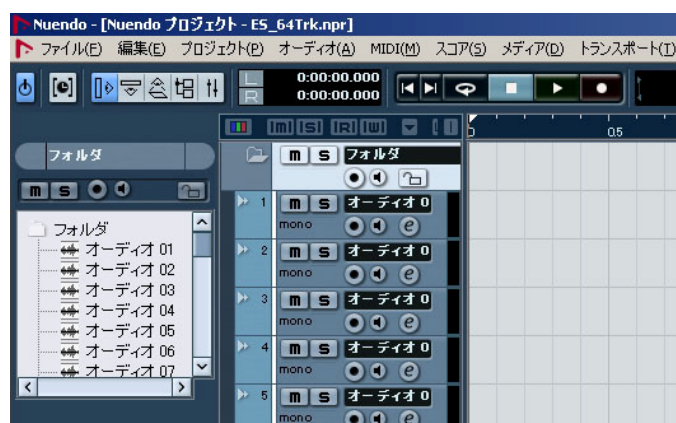 Nuendo - [Nuendo プロジェクト - ES_64Trk.npr]
ファイル(F) 編集(E) プロジェクト(P) オーディオ(A) MIDI(M) スコア(S) メディア(D) トランスポート(T)
L 0:00:00.000
R 0:00:00.000
m S R W
0.5
フォルダ
m S
フォルダ
オーディオ 01
オーディオ 02
オーディオ 03
オーディオ 04
オーディオ 05
オーディオ 06
オーディオ 07
m S フォルダ
1 m S オーディオ 0
mono e
2 m S オーディオ 0
mono e
3 m S オーディオ 0
mono e
4 m S オーディオ 0
mono e
5 m S オーディオ 0
mono e